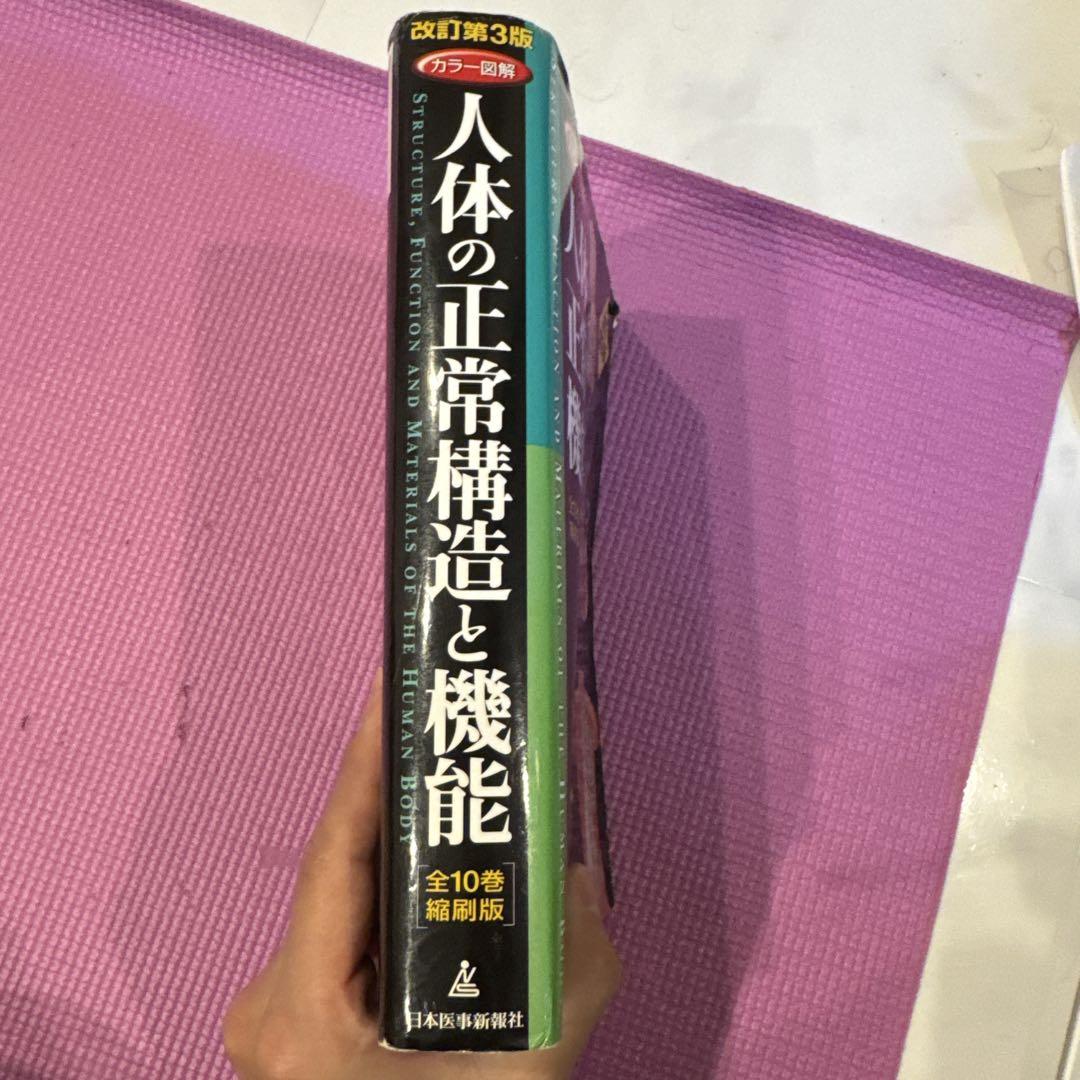 改訂第3版
カラー図解
人体の正常構造と機能
STRUCTURE, FUNCTION AND MATERIALS OF THE HUMAN BODY
全10巻
縮刷版
日本医事新報社